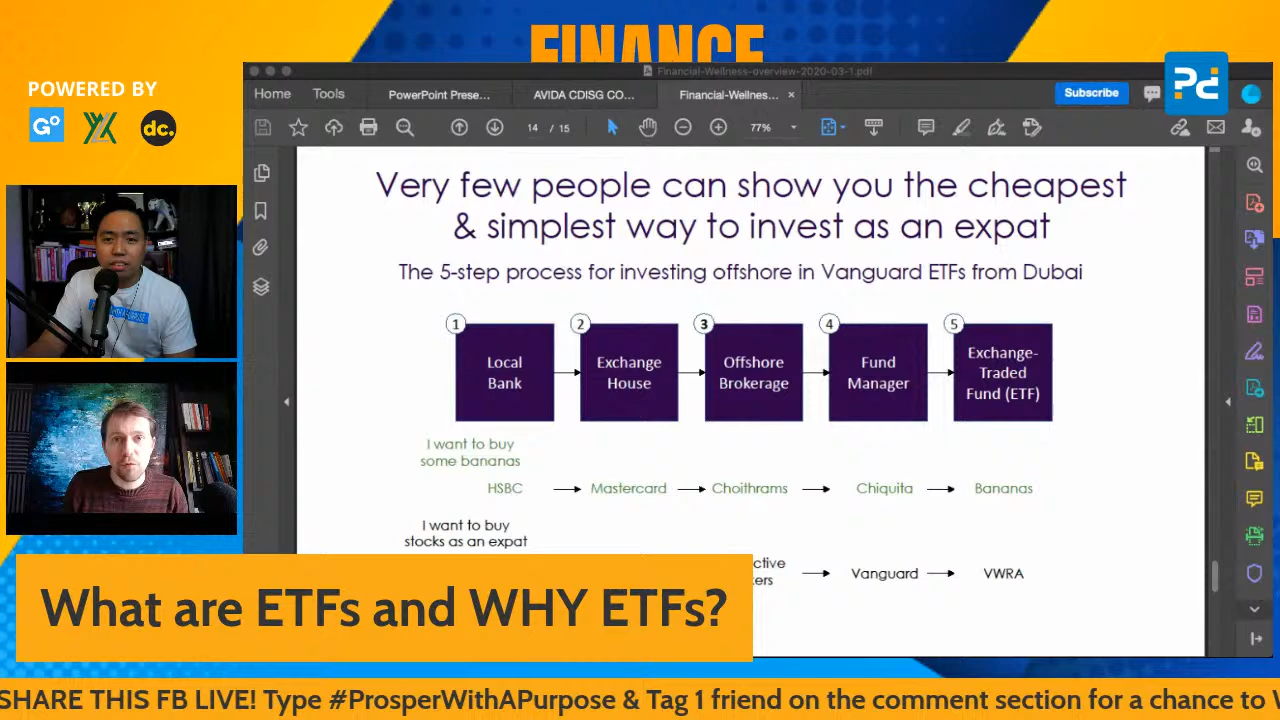 FINANCE
POWERED BY
GO
dc.
Financial-Wellness-overview-2020-03-1.pdf
Home
Tools
PowerPoint Prese...
AVIDA CDISG CO...
Financial-Wellnes...
Subscribe
14 / 15
77%
Very few people can show you the cheapest
& simplest way to invest as an expat
The 5-step process for investing offshore in Vanguard ETFs from Dubai
1 2 3 4 5
Local
Bank
Exchange
House
Offshore
Brokerage
Fund
Manager
Exchange-
Traded
Fund (ETF)
I want to buy
some bananas
HSBC Mastercard Choithrams Chiquita Bananas
I want to buy
stocks as an expat
ctive
kers
Vanguard VWRA
What are ETFs and WHY ETFs?
SHARE THIS FB LIVE! Type #ProsperWithAPurpose & Tag 1 friend on the comment section for a chance to